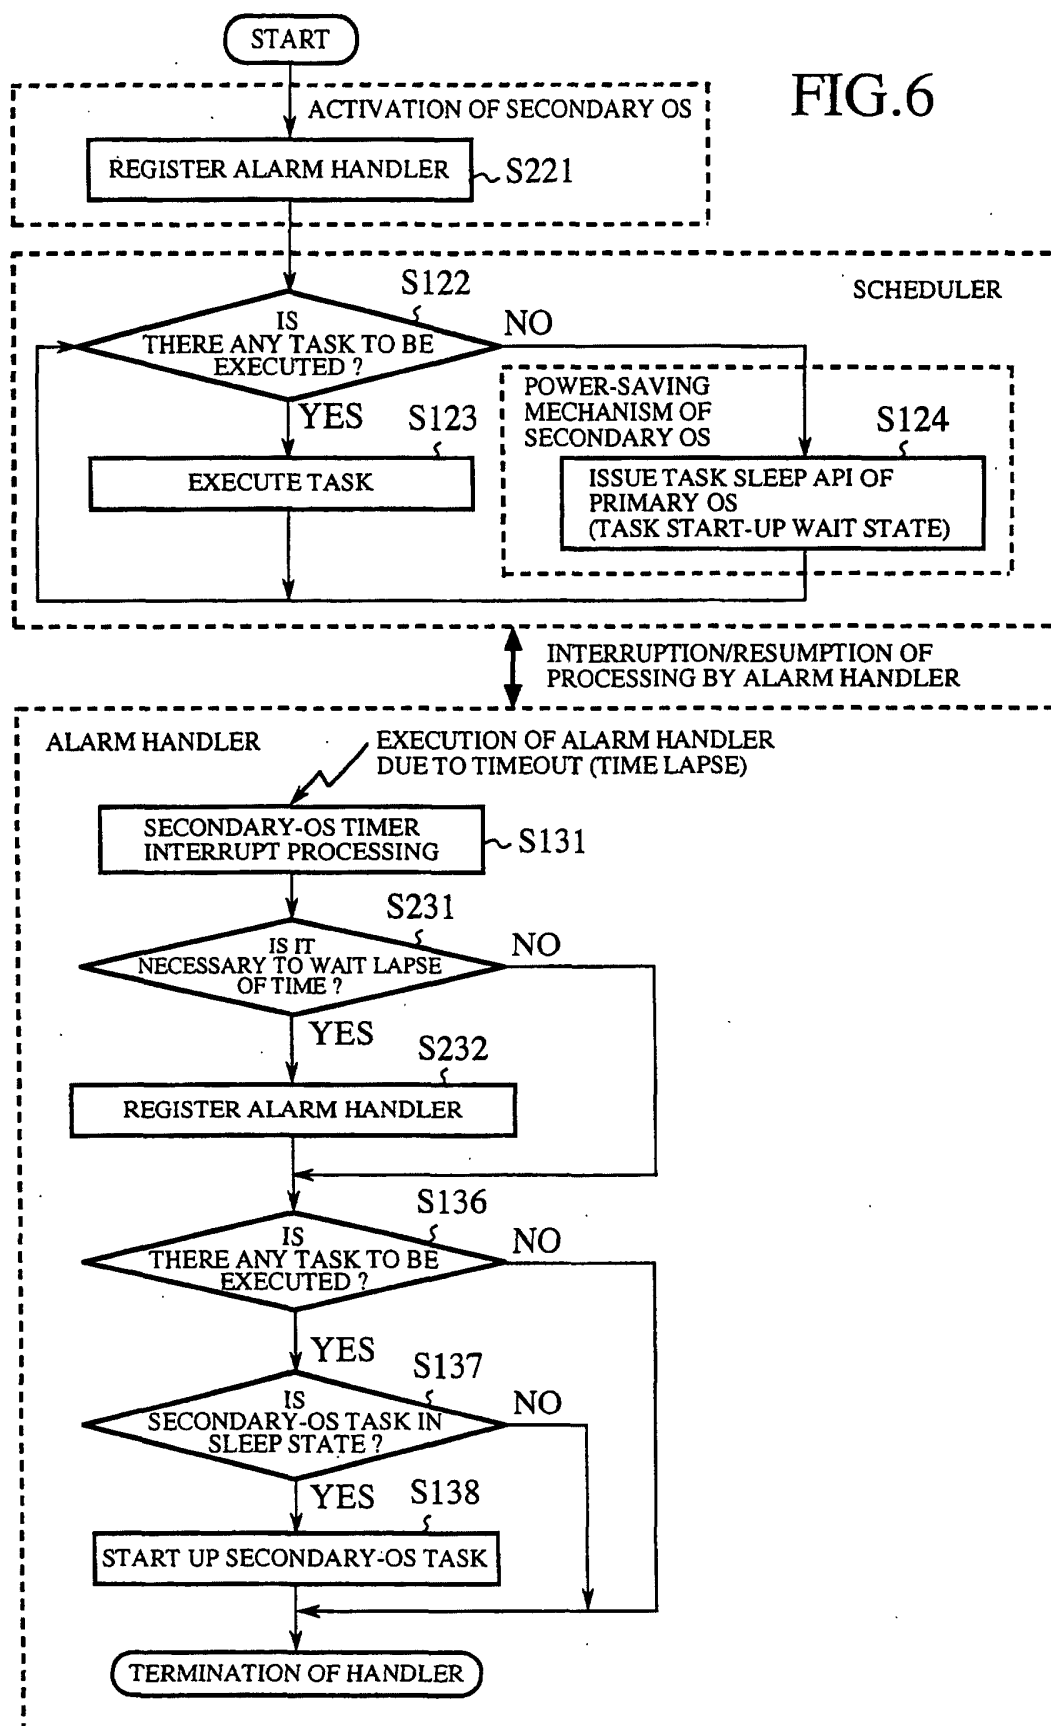 START
FIG.6
ACTIVATION OF SECONDARY OS
REGISTER ALARM HANDLER
S221
S122
SCHEDULER
IS
THERE ANY TASK TO BE
EXECUTED ?
NO
YES
S123
EXECUTE TASK
POWER-SAVING
MECHANISM OF
SECONDARY OS
S124
ISSUE TASK SLEEP API OF
PRIMARY OS
(TASK START-UP WAIT STATE)
INTERRUPTION/RESUMPTION OF
PROCESSING BY ALARM HANDLER
ALARM HANDLER
EXECUTION OF ALARM HANDLER
DUE TO TIMEOUT (TIME LAPSE)
SECONDARY-OS TIMER
INTERRUPT PROCESSING
S131
S231
IS IT
NECESSARY TO WAIT LAPSE
OF TIME ?
NO
YES
S232
REGISTER ALARM HANDLER
S136
IS
THERE ANY TASK TO BE
EXECUTED ?
NO
YES
S137
IS
SECONDARY-OS TASK IN
SLEEP STATE ?
NO
YES
S138
START UP SECONDARY-OS TASK
TERMINATION OF HANDLER